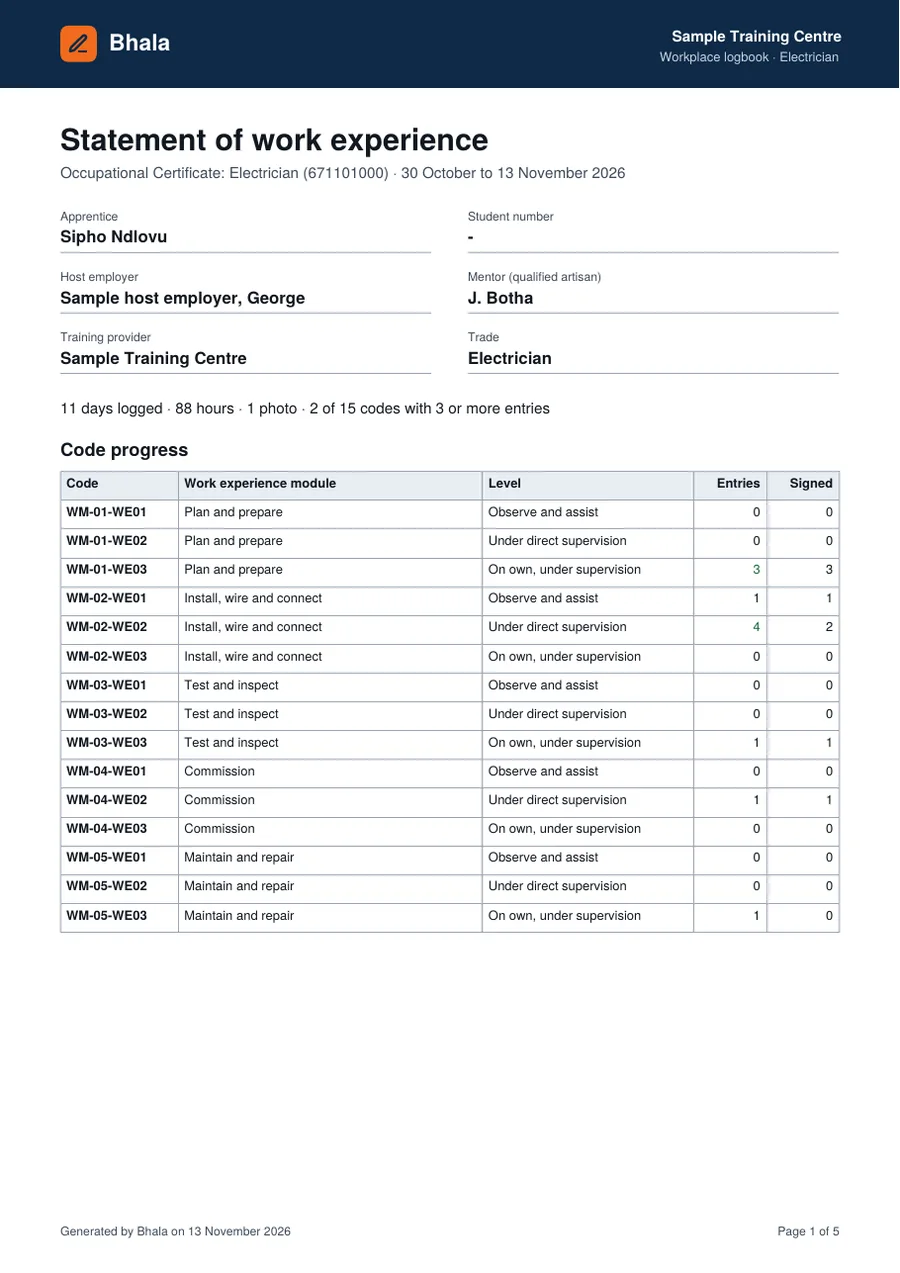 Bhala
Sample Training Centre
Workplace logbook · Electrician
Statement of work experience
Occupational Certificate: Electrician (671101000) · 30 October to 13 November 2026
Apprentice
Sipho Ndlovu
Student number
-
Host employer
Sample host employer, George
Mentor (qualified artisan)
J. Botha
Training provider
Sample Training Centre
Trade
Electrician
11 days logged · 88 hours · 1 photo · 2 of 15 codes with 3 or more entries
Code progress
Code Work experience module Level Entries Signed
WM-01-WE01 Plan and prepare Observe and assist 0 0
WM-01-WE02 Plan and prepare Under direct supervision 0 0
WM-01-WE03 Plan and prepare On own, under supervision 3 3
WM-02-WE01 Install, wire and connect Observe and assist 1 1
WM-02-WE02 Install, wire and connect Under direct supervision 4 2
WM-02-WE03 Install, wire and connect On own, under supervision 0 0
WM-03-WE01 Test and inspect Observe and assist 0 0
WM-03-WE02 Test and inspect Under direct supervision 0 0
WM-03-WE03 Test and inspect On own, under supervision 1 1
WM-04-WE01 Commission Observe and assist 0 0
WM-04-WE02 Commission Under direct supervision 1 1
WM-04-WE03 Commission On own, under supervision 0 0
WM-05-WE01 Maintain and repair Observe and assist 0 0
WM-05-WE02 Maintain and repair Under direct supervision 0 0
WM-05-WE03 Maintain and repair On own, under supervision 1 0
Generated by Bhala on 13 November 2026
Page 1 of 5